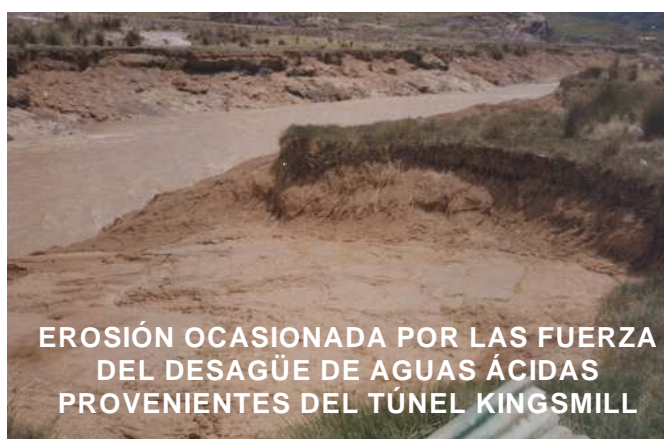 EROSIÓN OCASIONADA POR LAS FUERZA
DEL DESAGÜE DE AGUAS ÁCIDAS
PROVENIENTES DEL TÚNEL KINGSMILL